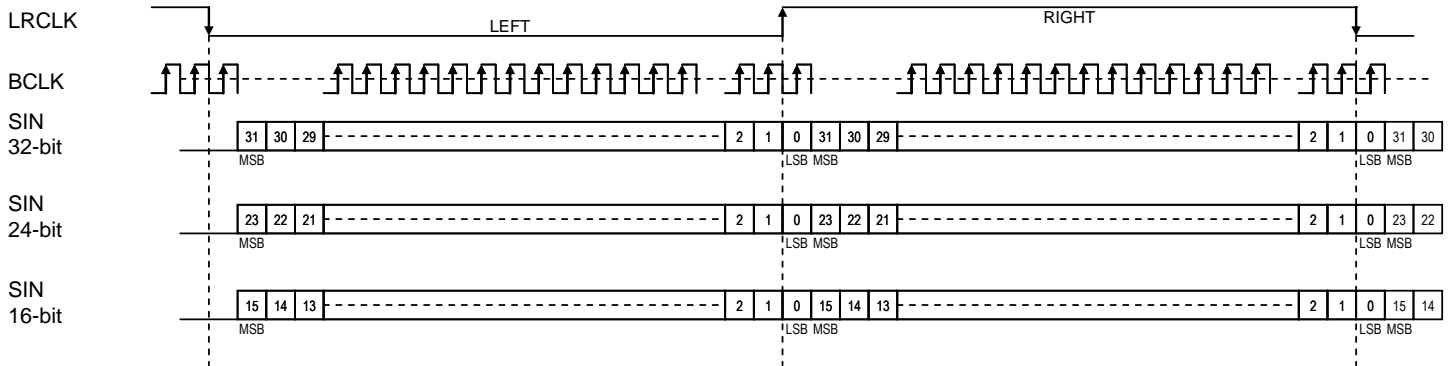 LRCLK LEFT RIGHT
BCLK
SIN
32-bit
31 30 29 2 1 0 31 30 29 2 1 0 31 30
MSB LSB MSB LSB MSB
SIN
24-bit
23 22 21 2 1 0 23 22 21 2 1 0 23 22
MSB LSB MSB LSB MSB
SIN
16-bit
15 14 13 2 1 0 15 14 13 2 1 0 15 14
MSB LSB MSB LSB MSB